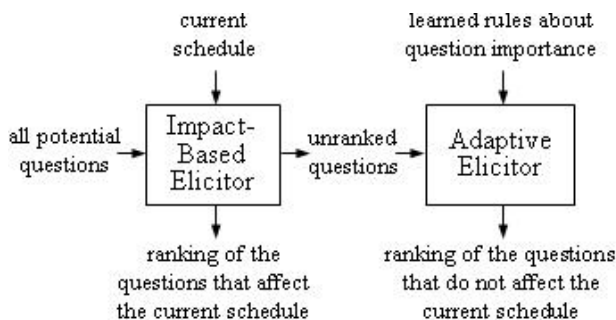 current
schedule
learned rules about
question importance
all potential
questions
Impact-
Based
Elicitor
unranked
questions
Adaptive
Elicitor
ranking of the
questions that affect
the current schedule
ranking of the questions
that do not affect the
current schedule